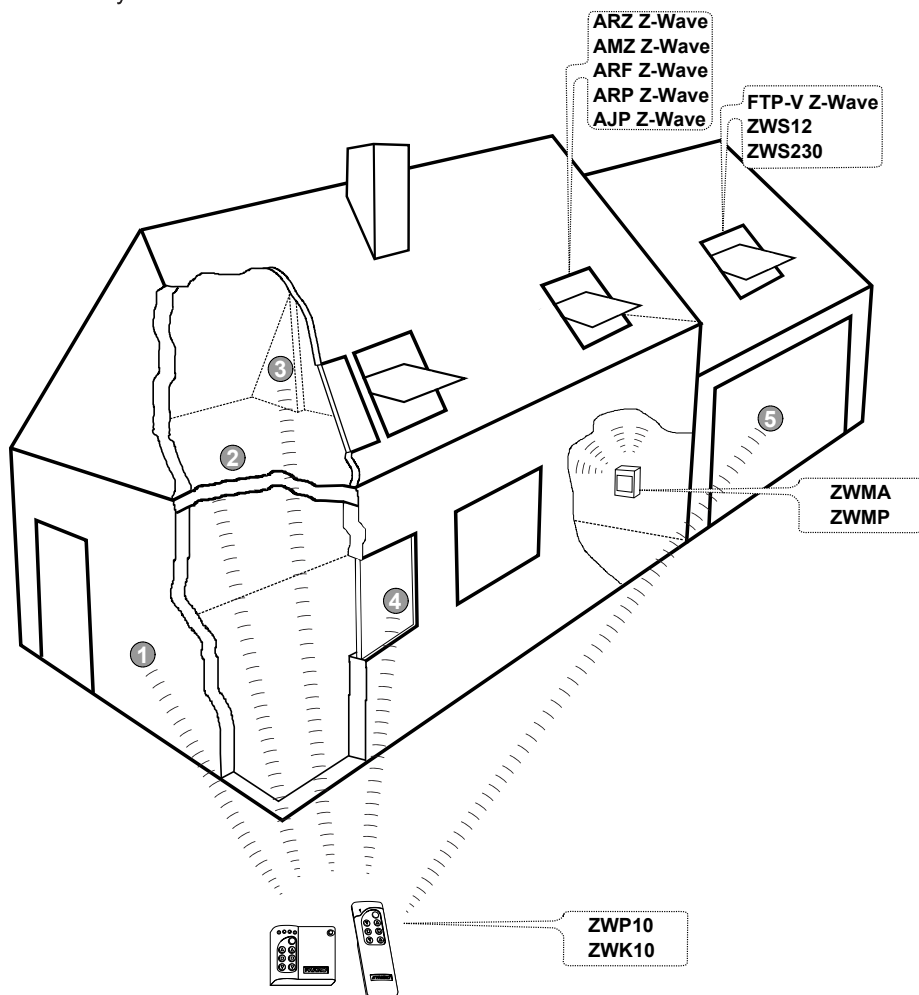 ARZ Z-Wave
AMZ Z-Wave
ARF Z-Wave
ARP Z-Wave
AJP Z-Wave
FTP-V Z-Wave
ZWS12
ZWS230
3
2
5
ZWMA
ZWMP
4
1
ZWP10
ZWK10